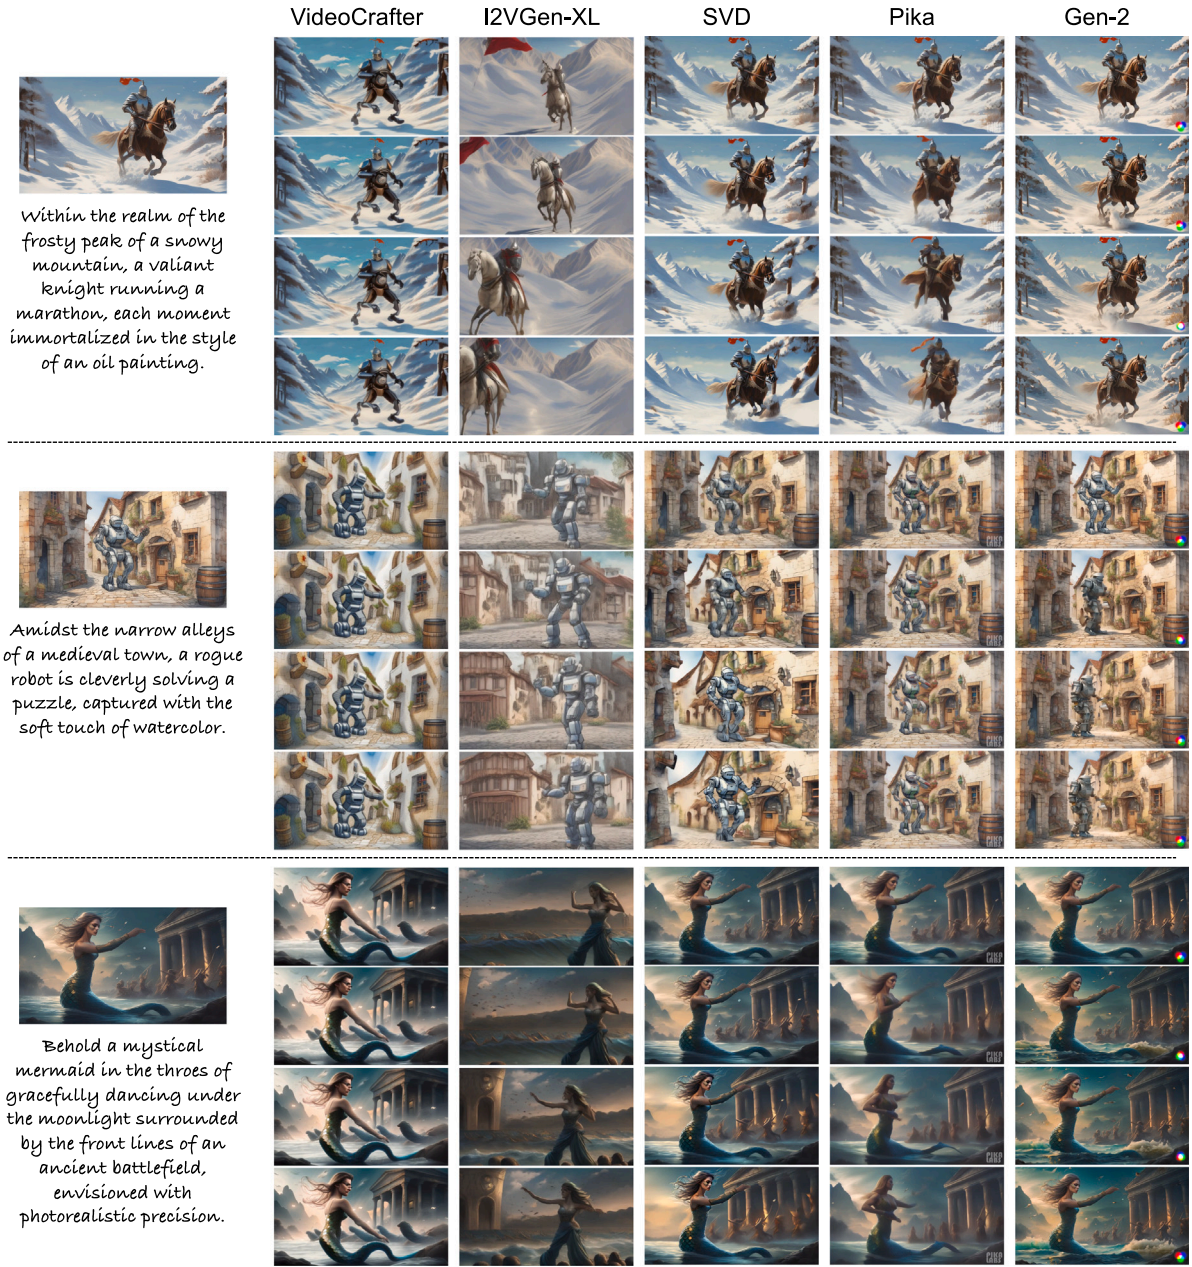 VideoCrafter
I2VGen-XL
SVD
Pika
Gen-2
Within the realm of the
frosty peak of a snowy
mountain, a valiant
knight running a
marathon, each moment
immortalized in the style
of an oil painting.
Amidst the narrow alleys
of a medieval town, a rogue
robot is cleverly solving a
puzzle, captured with the
soft touch of watercolor.
Behold a mystical
mermaid in the throes of
gracefully dancing under
the moonlight surrounded
by the front lines of an
ancient battlefield,
envisioned with
photorealistic precision.